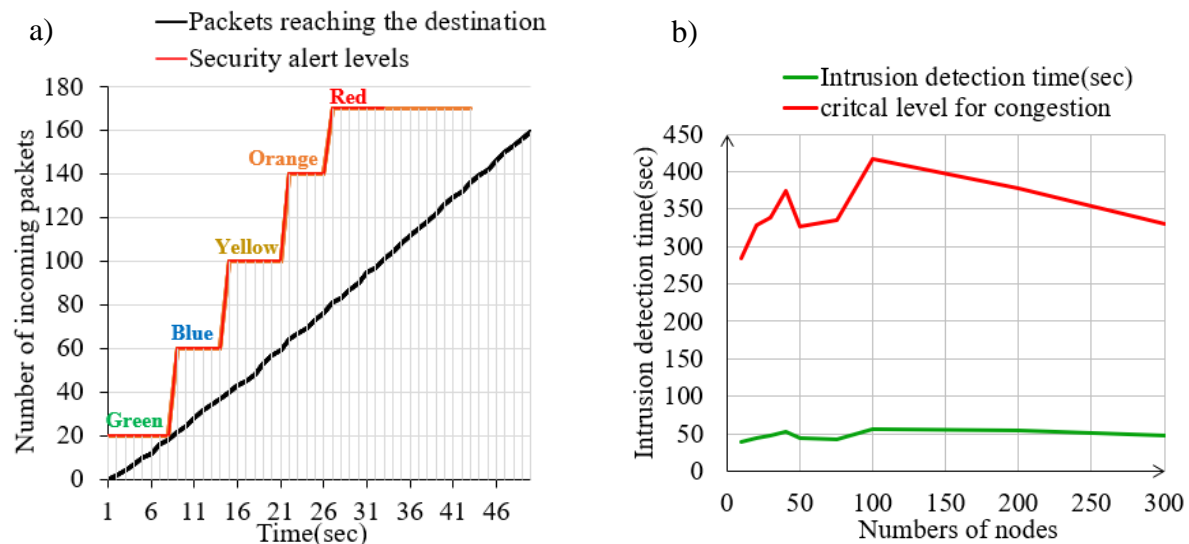 a)
Packets reaching the destination
Security alert levels
Number of incoming packets
180
160
140
120
100
80
60
40
20
0
Red
Orange
Yellow
Blue
Green
1 6 11 16 21 26 31 36 41 46
Time(sec)
b)
Intrusion detection time(sec)
critcal level for congestion
Intrusion detection time(sec)
450
400
350
300
250
200
150
100
50
0
0 50 100 150 200 250 300
Numbers of nodes